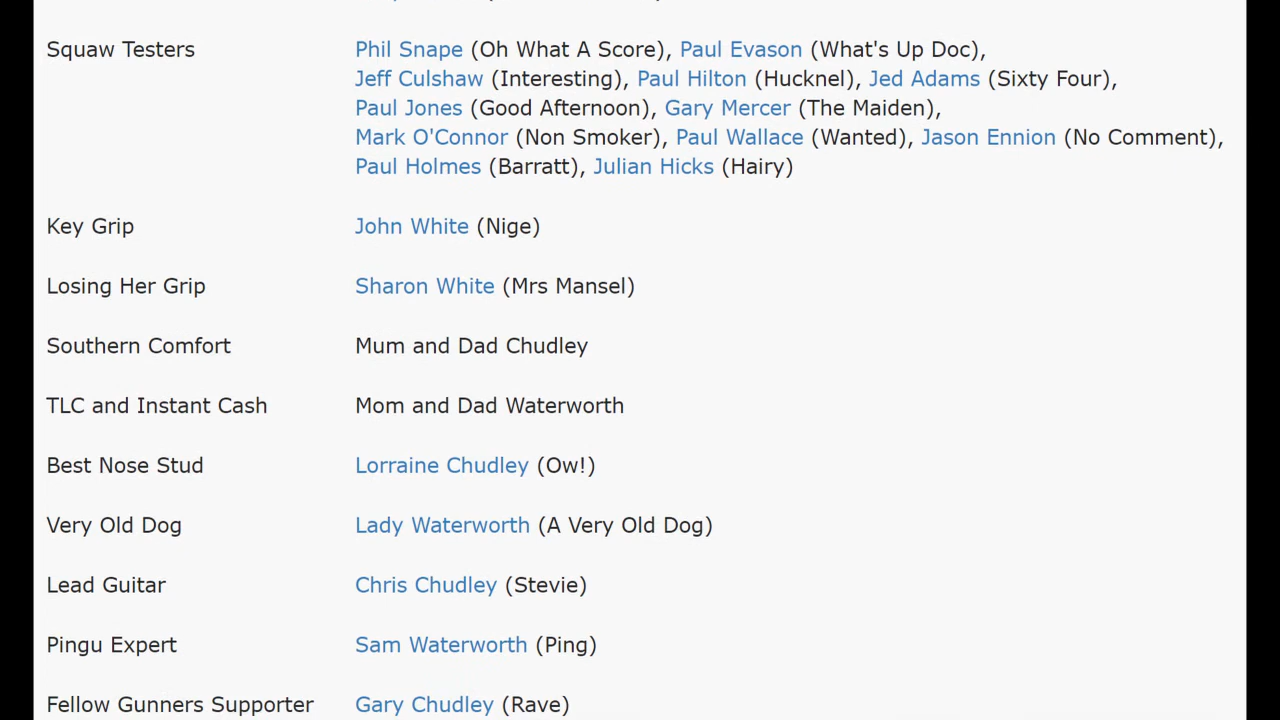 Squaw Testers Phil Snape (Oh What A Score), Paul Evason (What's Up Doc),
Jeff Culshaw (Interesting), Paul Hilton (Hucknel), Jed Adams (Sixty Four),
Paul Jones (Good Afternoon), Gary Mercer (The Maiden),
Mark O'Connor (Non Smoker), Paul Wallace (Wanted), Jason Ennion (No Comment),
Paul Holmes (Barratt), Julian Hicks (Hairy)
Key Grip John White (Nige)
Losing Her Grip Sharon White (Mrs Mansel)
Southern Comfort Mum and Dad Chudley
TLC and Instant Cash Mom and Dad Waterworth
Best Nose Stud Lorraine Chudley (Ow!)
Very Old Dog Lady Waterworth (A Very Old Dog)
Lead Guitar Chris Chudley (Stevie)
Pingu Expert Sam Waterworth (Ping)
Fellow Gunners Supporter Gary Chudley (Rave)